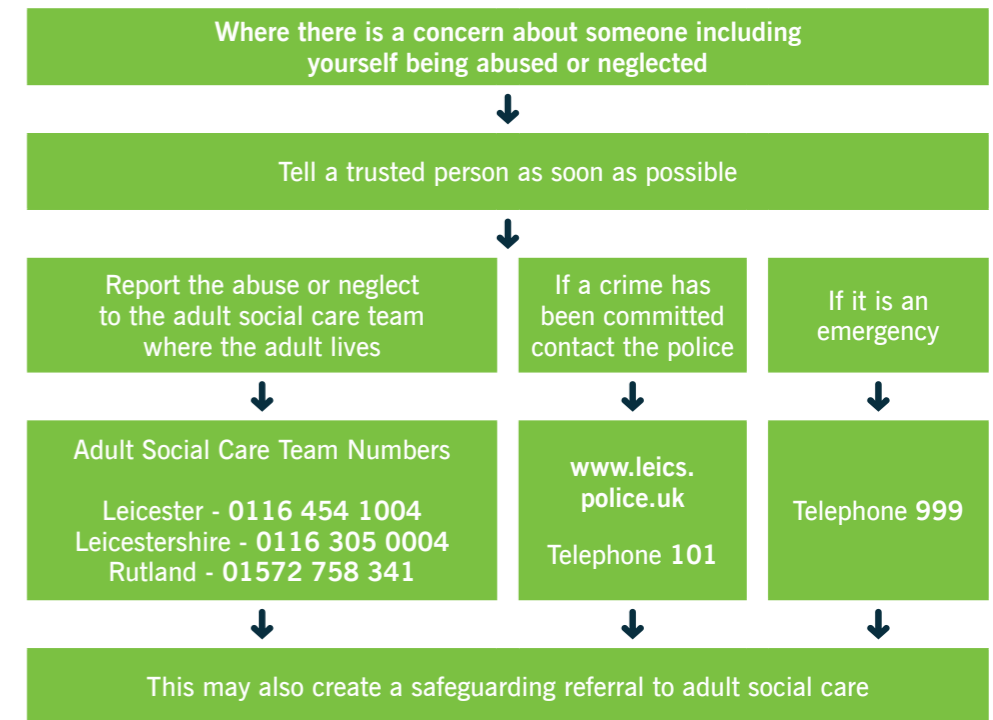 Where there is a concern about someone including
yourself being abused or neglected
Tell a trusted person as soon as possible
Report the abuse or neglect
to the adult social care team
where the adult lives
If a crime has
been committed
contact the police
If it is an
emergency
Adult Social Care Team Numbers
Leicester - 0116 454 1004
Leicestershire - 0116 305 0004
Rutland - 01572 758 341
www.leics.
police.uk
Telephone 101
Telephone 999
This may also create a safeguarding referral to adult social care